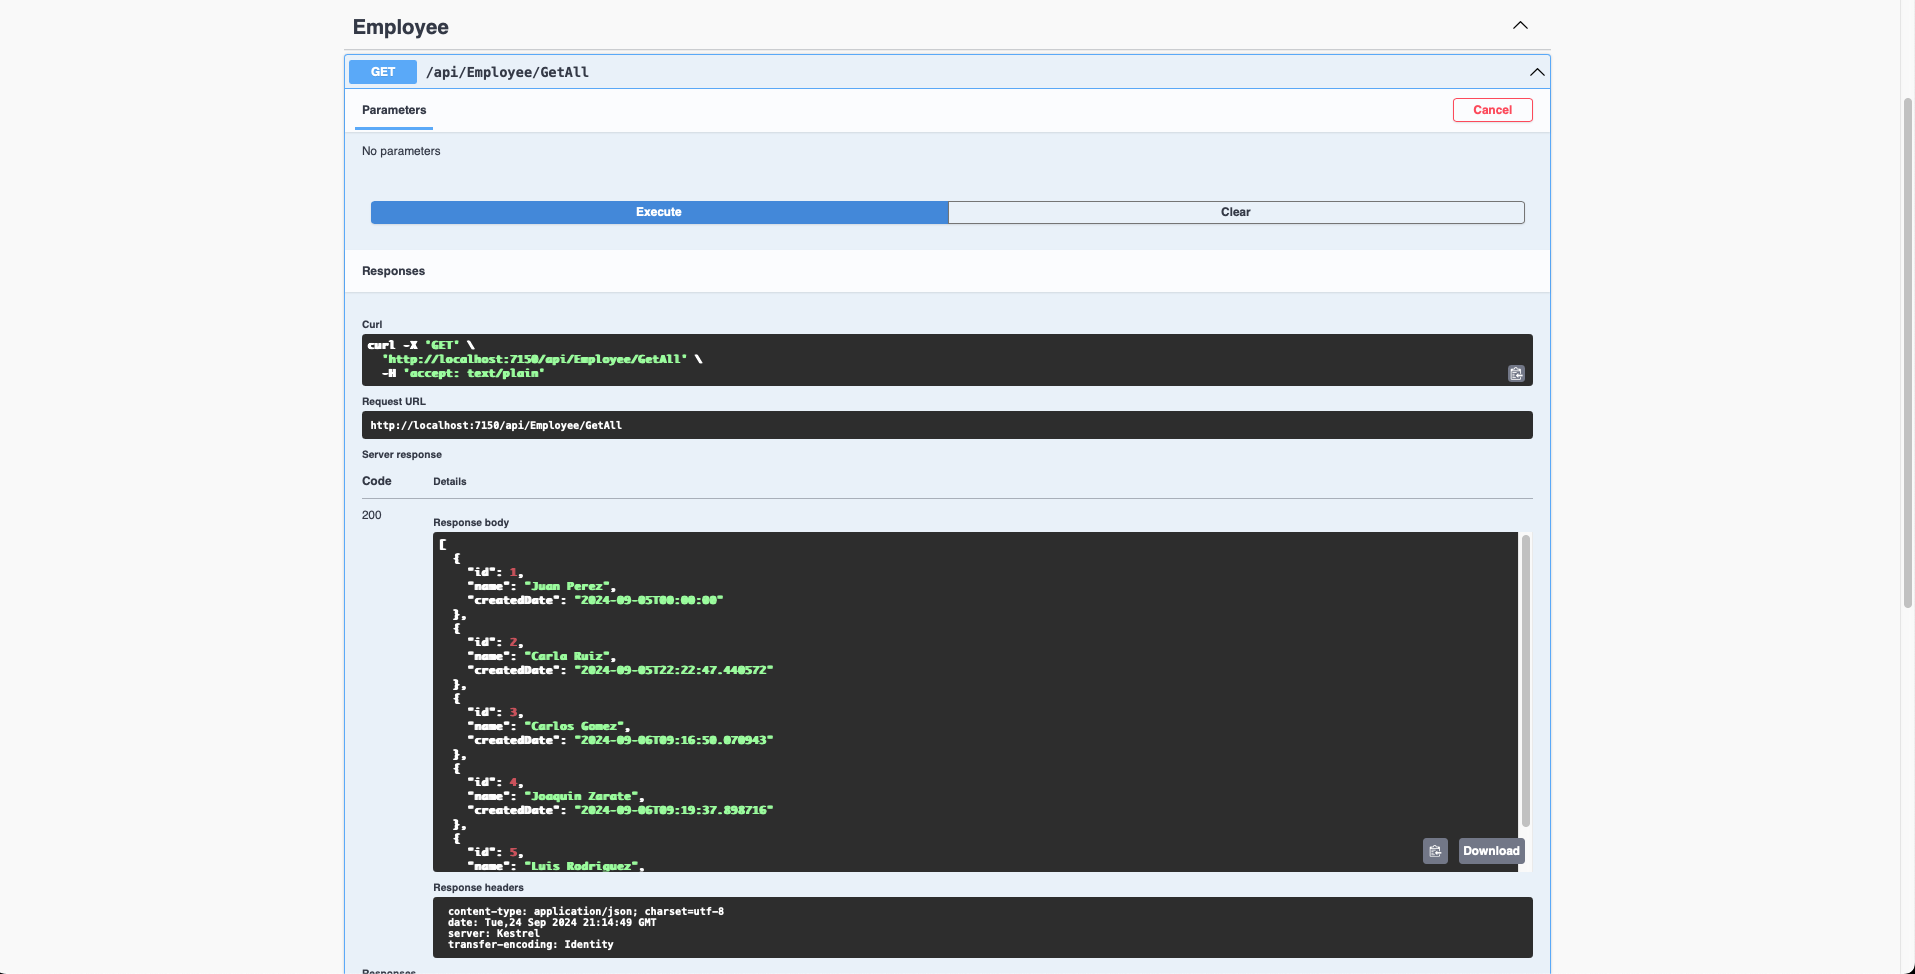 Employee
GET /api/Employee/GetAll
Parameters
Cancel
No parameters
Execute
Clear
Responses
Curl
curl -X 'GET' \
  'http://localhost:7150/api/Employee/GetAll' \
  -H 'accept: text/plain'
Request URL
http://localhost:7150/api/Employee/GetAll
Server response
Code Details
200
Response body
[
  {
    "id": 1,
    "name": "Juan Perez",
    "createdDate": "2024-09-05T00:00:00"
  },
  {
    "id": 2,
    "name": "Carla Ruiz",
    "createdDate": "2024-09-05T22:22:47.440572"
  },
  {
    "id": 3,
    "name": "Carlos Gomez",
    "createdDate": "2024-09-06T09:16:50.070943"
  },
  {
    "id": 4,
    "name": "Joaquin Zarate",
    "createdDate": "2024-09-06T09:19:37.898716"
  },
  {
    "id": 5,
    "name": "Luis Rodriguez",
Download
Response headers
content-type: application/json; charset=utf-8
date: Tue,24 Sep 2024 21:14:49 GMT
server: Kestrel
transfer-encoding: Identity
Responses